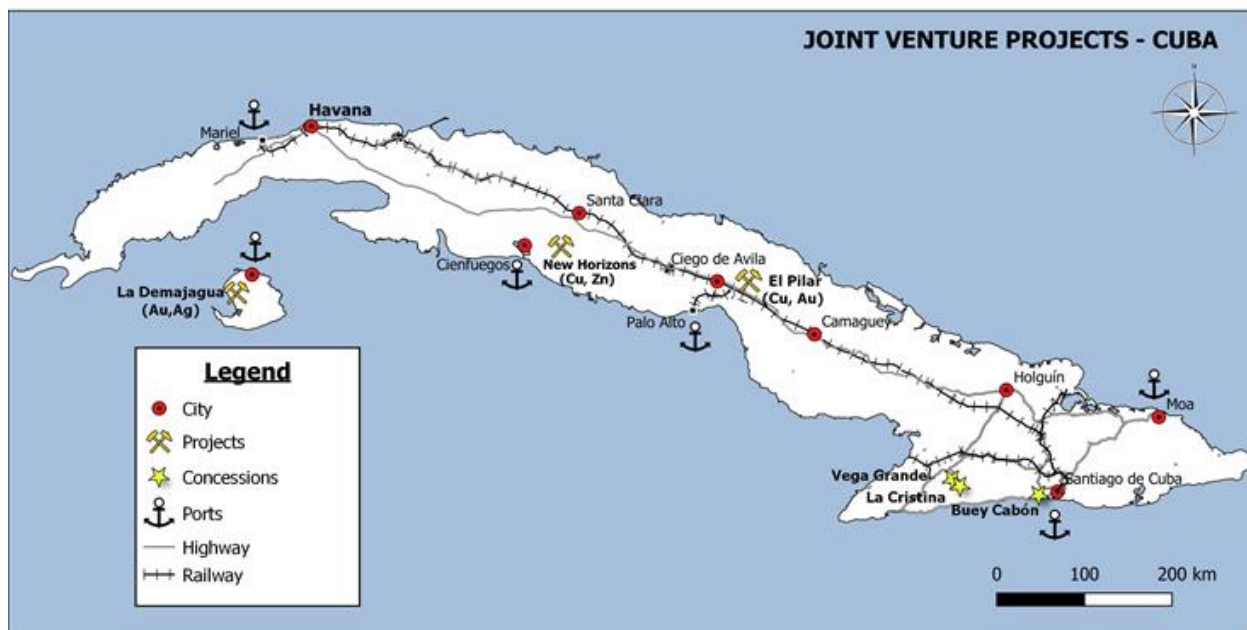 JOINT VENTURE PROJECTS - CUBA
N
Havana
Mariel
Santa Clara
Cienfuegos
New Horizons
(Cu, Zn)
Ciego de Avila
El Pilar
(Cu, Au)
La Demajagua
(Au,Ag)
Palo Alto
Camaguey
Holguín
Moa
Vega Grande
La Cristina
Santiago de Cuba
Buey Cabón
Legend
City
Projects
Concessions
Ports
Highway
Railway
0 100 200 km